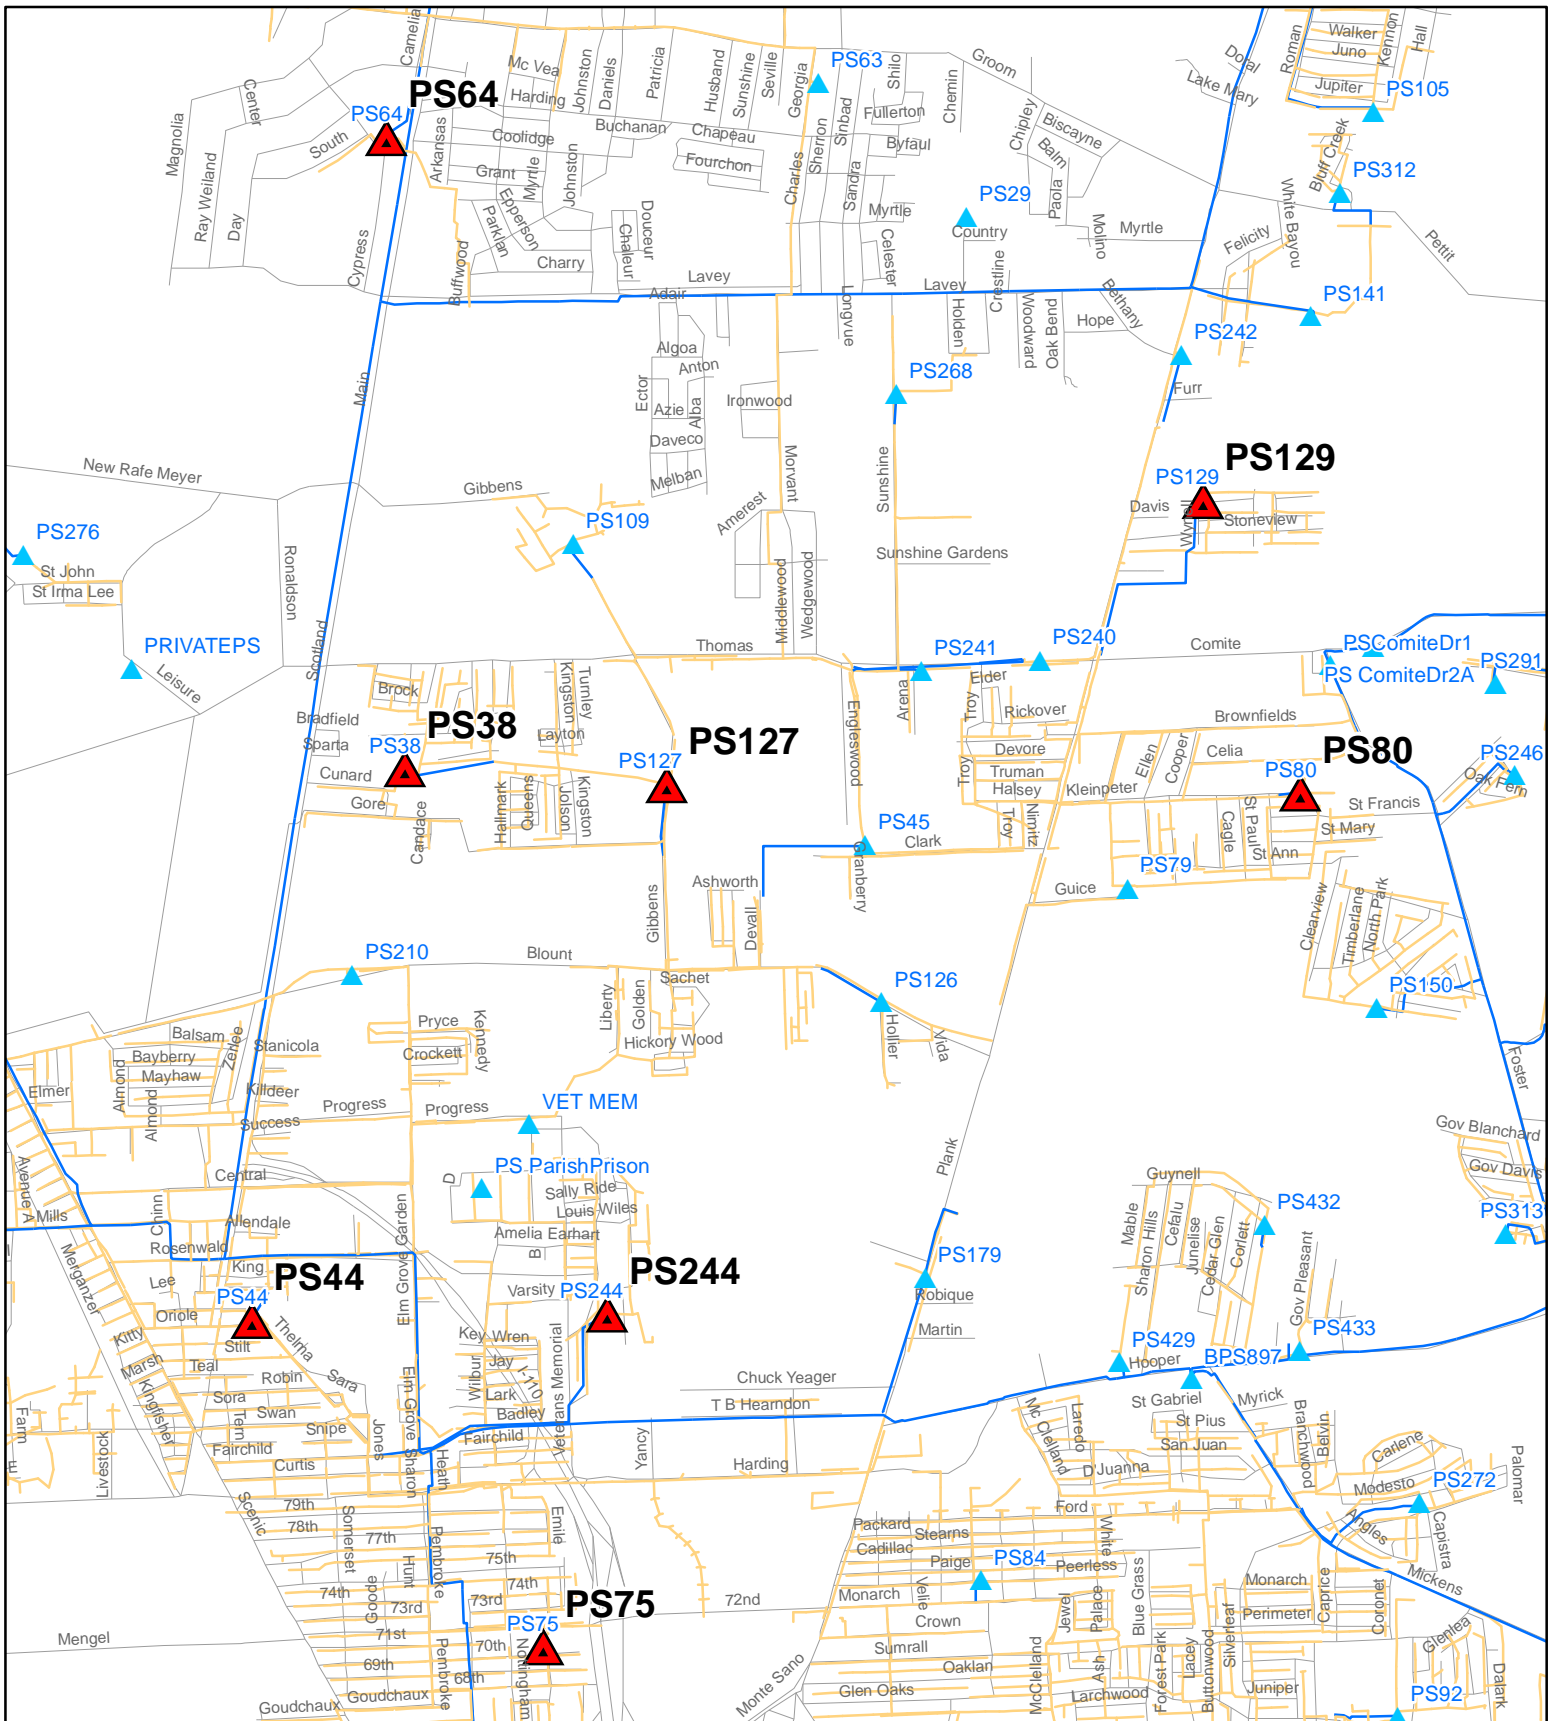 Camelia
Mc Vea
Johnston
Daniels
Patricia
Husband
Sunshine
Seville
Georgia
PS63
Shilo
Groom
Chemin
Doral
Lake Mary
Roman
Walker
Juno
Kennon
Hall
Jupiter
PS105
Center
PS64
PS64
Harding
Coolidge
Buchanan
Chapeau
Fourchon
Sherron
Sinbad
Fullerton
Byfaul
Chipley
Biscayne
Balm
Bluff Creek
PS312
Magnolia
Ray Weiland
Day
South
Arkansas
Grant
Myrtle
Johnston
Epperson
Parklan
Charles
Sandra
Myrtle
PS29
Country
Paola
Molino
Myrtle
White Bayou
Felicity
Pettit
Cypress
Buffwood
Charry
Chaleur
Douceur
Lavey
Adair
Celester
Longvue
Lavey
Crestline
Holden
Woodward
Oak Bend
Hope
Bethany
PS141
PS242
Furr
Main
Algoa
Anton
Ector
Azie
Alba
Daveco
Melban
Ironwood
PS268
Morvant
Amerest
Sunshine
New Rafe Meyer
Gibbens
PS129
PS129
Davis
Wynell
Stoneview
PS276
St John
St Irma Lee
PS109
Sunshine Gardens
Ronaldson
Middlewood
Wedgewood
PRIVATEPS
Leisure
Scotland
Thomas
PS241
PS240
Comite
PSComiteDr1
PS ComiteDr2A
PS291
Brock
Kingston
Turnley
Elder
Arena
Troy
Rickover
Brownfields
Bradfield
Sparta
PS38
PS38
Layton
PS127
PS127
Engleswood
Devore
Truman
Halsey
Troy
Ellen
Cooper
Celia
PS80
PS80
PS246
Oak Fern
Cunard
Gore
Candace
Hallmark
Queens
Jolson
Kingston
PS45
Clark
Troy
Nimitz
Kleinpeter
Cagle
St Paul
St Francis
St Mary
St Ann
Granberry
PS79
Guice
Ashworth
Gibbens
Devall
Clearview
Timberlane
North Park
PS210
Blount
Sachet
PS126
PS150
Liberty
Golden
Hickory Wood
Hollier
Vida
Balsam
Bayberry
Mayhaw
Zerlee
Stanicola
Pryce
Crockett
Kennedy
Foster
Elmer
Almond
Almond
Killdeer
Progress
Progress
Success
VET MEM
Gov Blanchard
Gov Davis
Avenue A
Central
D
PS ParishPrison
Sally Ride
Louis Wiles
Plank
Guynell
Mable
Sharon Hills
Cefalu
Junelise
Cedar Glen
Corlett
PS432
Gov Pleasant
PS313
Mills
Chinn
Allendale
Rosenwald
Elm Grove Garden
Amelia Earhart
B
PS179
Merganzer
King
PS44
PS44
Lee
Oriole
Varsity
PS244
PS244
Robique
Martin
Kitty
Stilt
Thelma
Key Wren
PS429
Hooper
BPS897
PS433
Marsh
Teal
Robin
Sara
Jay
Wilbur
Lark
I-110
Badley
Veterans Memorial
Chuck Yeager
T B Hearndon
Mc Clelland
Laredo
St Gabriel
Myrick
St Pius
Branchwood
Belvin
Farm
Livestock
Kingfisher
Sora
Tern
Swan
Snipe
Fairchild
Jones
Elm Grove
Fairchild
San Juan
Carlene
Curtis
Sharon
Heath
Yancy
Harding
D'Juanna
Modesto
PS272
Palomar
Scenic
79th
78th
Somerset
77th
Hunt
Pembroke
75th
74th
Emile
Packard
Stearns
Cadillac
Ford
White
Angles
Capistra
Paige
PS84
Peerless
Blue Grass
Mickens
74th
Goode
73rd
73rd
PS75
PS75
72nd
Monarch
Velie
Crown
Jewel
Palace
Monarch
Perimeter
Caprice
Coronet
Mengel
71st
70th
69th
68th
Nottingham
Sumrall
Oaklan
McClelland
Ash
Forest Park
Lacey
Buttonwood
Silverleaf
Glenlea
Goudchaux
Goudchaux
Pembroke
Monte Sano
Glen Oaks
Larchwood
Juniper
PS92
Dalark